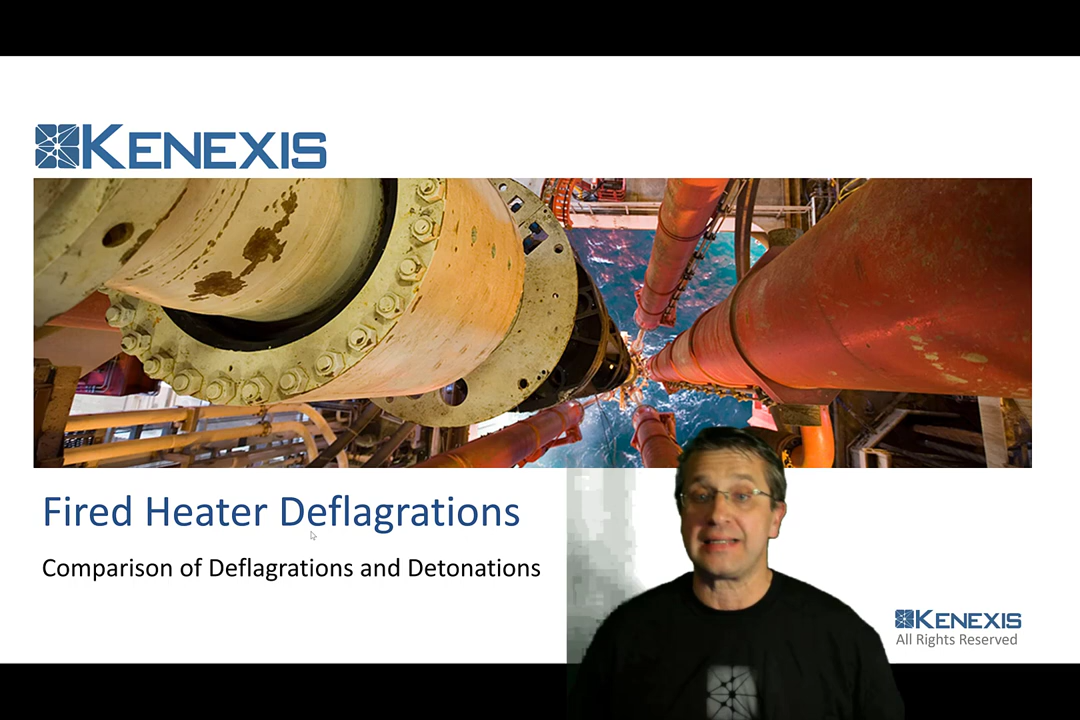 KENEXIS
Fired Heater Deflagrations
Comparison of Deflagrations and Detonations
KENEXIS
All Rights Reserved